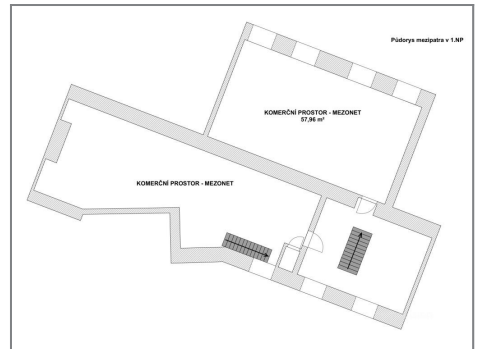 Půdorys mezipatra v 1.NP
KOMERČNÍ PROSTOR - MEZONET
57,96 m²
KOMERČNÍ PROSTOR - MEZONET